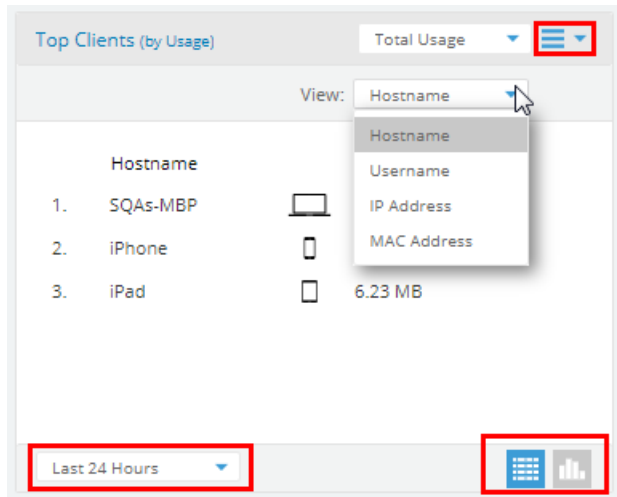 Top Clients (by Usage) Total Usage
View: Hostname
Hostname
Username
IP Address
MAC Address
Hostname
1. SQAs-MBP
2. iPhone
3. iPad 6.23 MB
Last 24 Hours